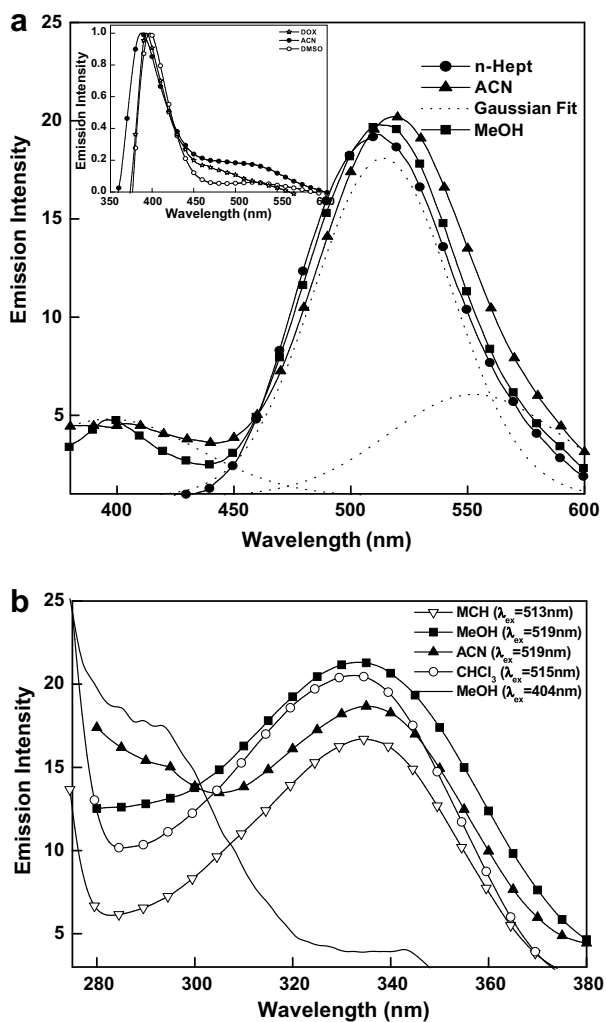 a
25
20
15
10
5
Emission Intensity
400
450
500
550
600
Wavelength (nm)
n-Hept
ACN
Gaussian Fit
MeOH
1.0
0.8
0.6
0.4
0.2
0.0
Emission Intensity
350
400
450
500
550
600
Wavelength (nm)
DOX
ACN
DMSO
b
25
20
15
10
5
Emission Intensity
280
300
320
340
360
380
Wavelength (nm)
MCH (λex=513nm)
MeOH (λex=519nm)
ACN (λex=519nm)
CHCl3 (λex=515nm)
MeOH (λex=404nm)